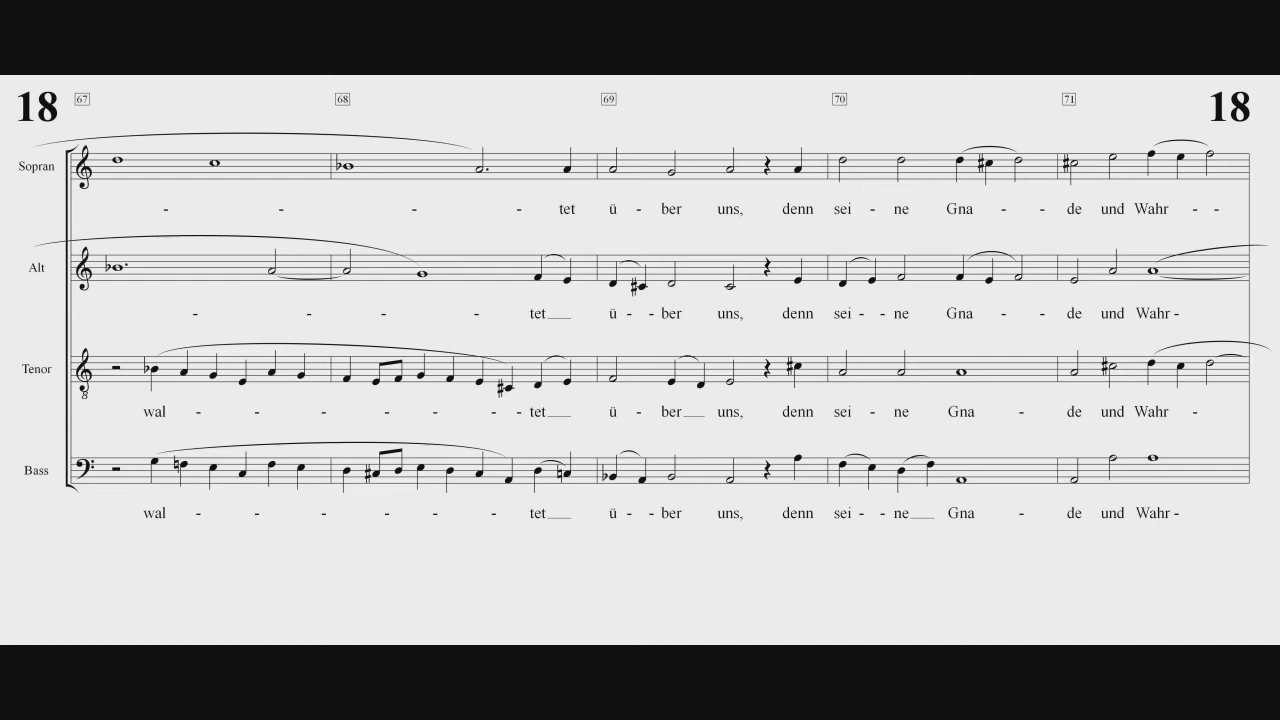 18 67 68 69 70 71 18
Sopran
- - - - tet ü - ber uns, denn sei - ne Gna - - de und Wahr - -
Alt
- - - - tet ü - - ber uns, denn sei - - ne Gna - - de und Wahr -
Tenor
wal - - - - - - - tet ü - ber uns, denn sei - ne Gna - de und Wahr -
Bass
wal - - - - - - tet ü - - ber uns, denn sei - - ne Gna - de und Wahr -